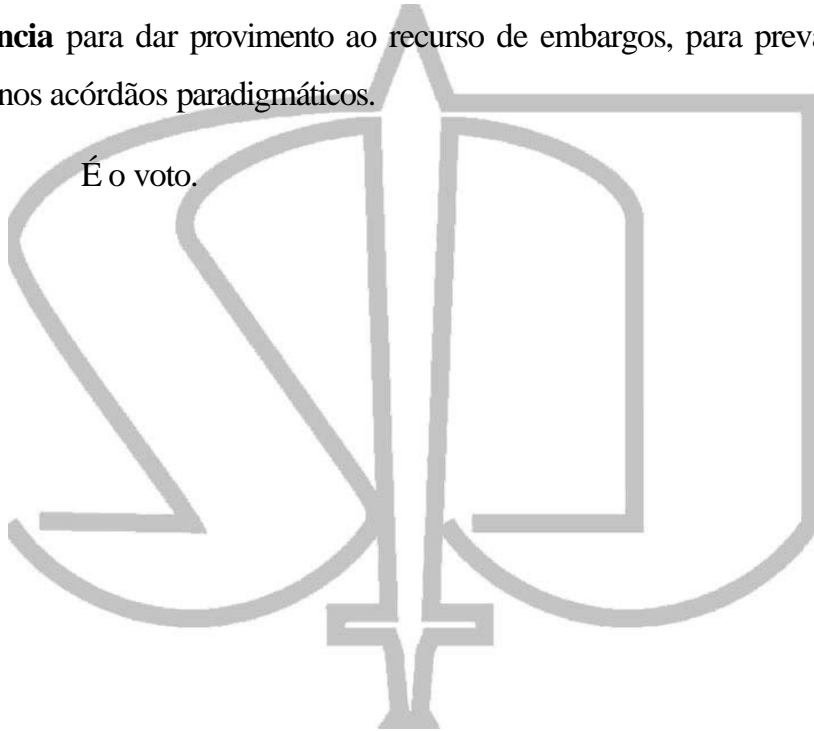 ncia para dar provimento ao recurso de embargos, para preva
nos acórdãos paradigmáticos.
É o voto.